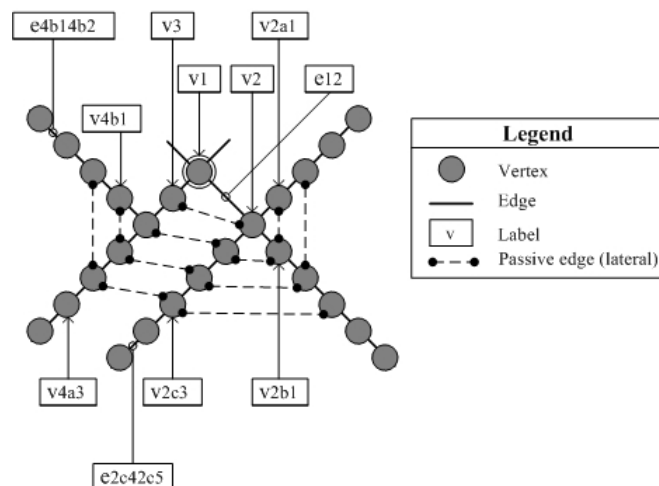 e4b14b2
v3
v2a1
v1
v2
e12
v4b1
Legend
Vertex
Edge
v
Label
Passive edge (lateral)
v4a3
v2c3
v2b1
e2c42c5